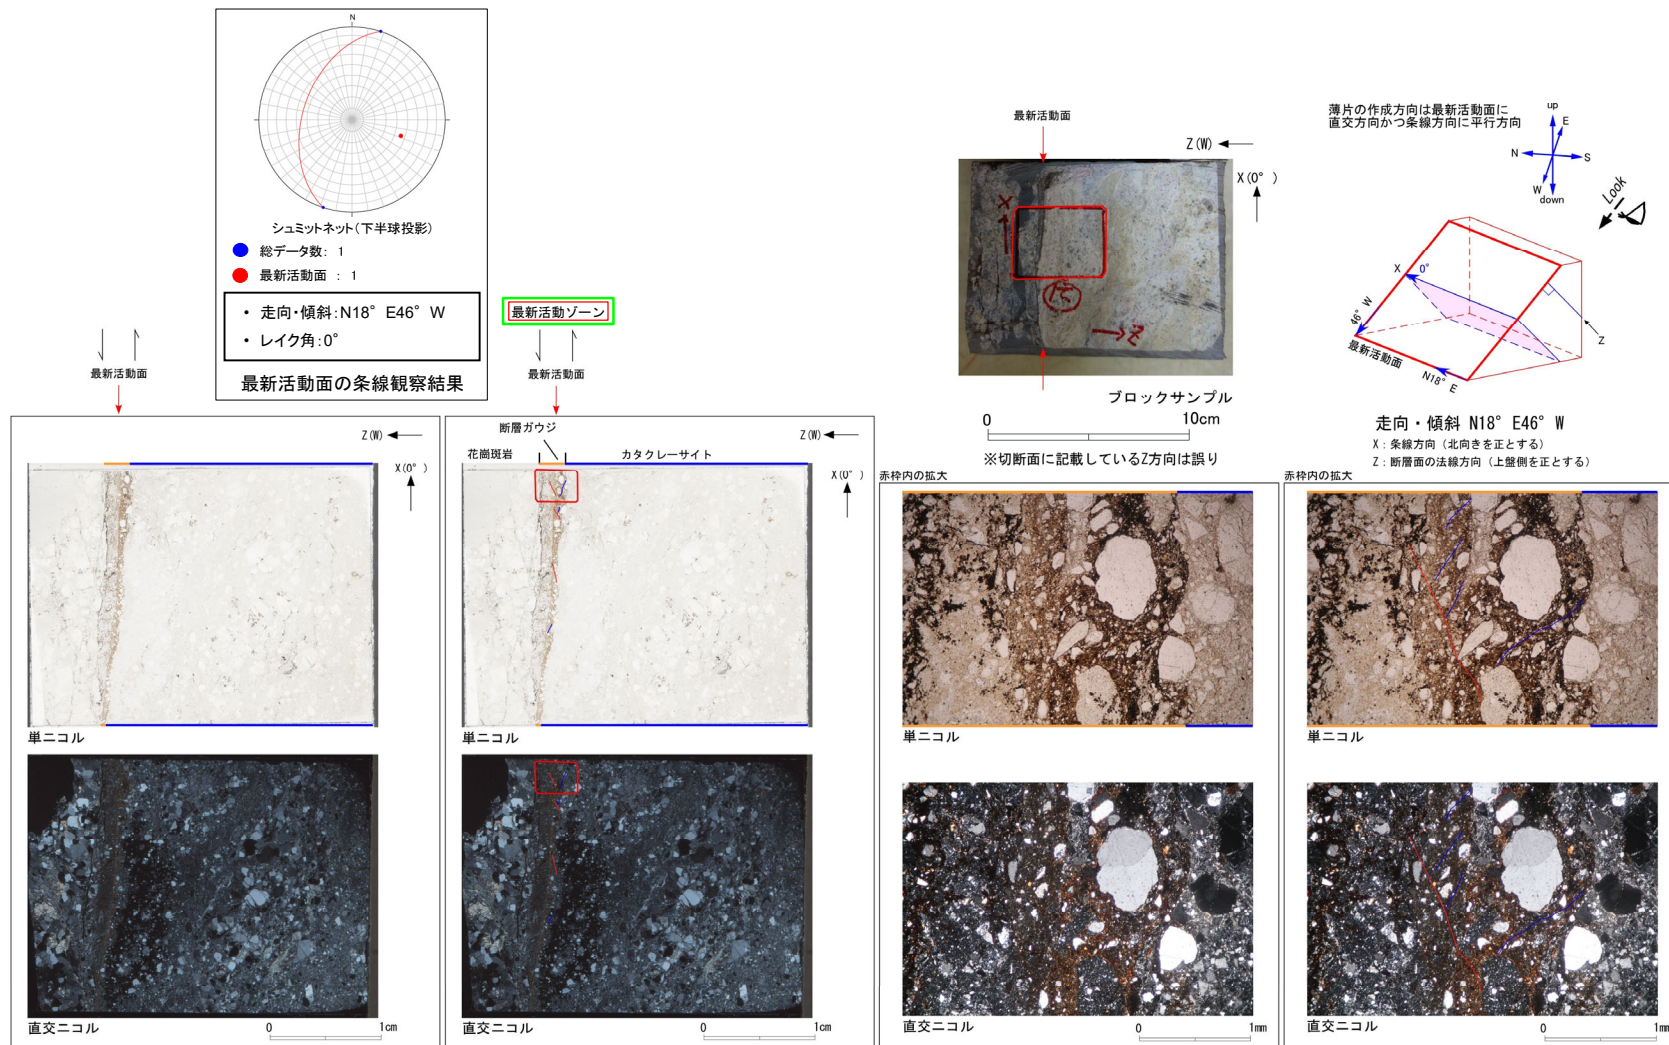 N
シュミットネット(下半球投影)
総データ数: 1
最新活動面 : 1
・ 走向・傾斜:N18° E46° W
・ レイク角:0°
最新活動面の条線観察結果
最新活動面
Z(W)
X(0°)
単ニコル
直交ニコル
0 1cm
最新活動ゾーン
最新活動面
断層ガウジ
花崗斑岩
カタクレーサイト
Z(W)
X(0°)
単ニコル
直交ニコル
0 1cm
最新活動面
Z(W)
X(0°)
X
Z
ブロックサンプル
0 10cm
※切断面に記載しているZ方向は誤り
薄片の作成方向は最新活動面に
直交方向かつ条線方向に平行方向
up
E
N
S
W
down
Look
X
0°
46° W
Z
最新活動面
N18° E
走向・傾斜 N18° E46° W
X:条線方向(北向きを正とする)
Z:断層面の法線方向(上盤側を正とする)
赤枠内の拡大
単ニコル
直交ニコル
0 1mm
赤枠内の拡大
単ニコル
直交ニコル
0 1mm